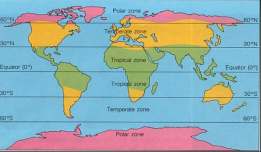 Polar zone
60°N 60°N
Temperate zone
30°N 30°N
Tropical zone
Equator (0°) Equator (0°)
Tropical zone
30°S 30°S
Temperate zone
60°S 60°S
Polar zone